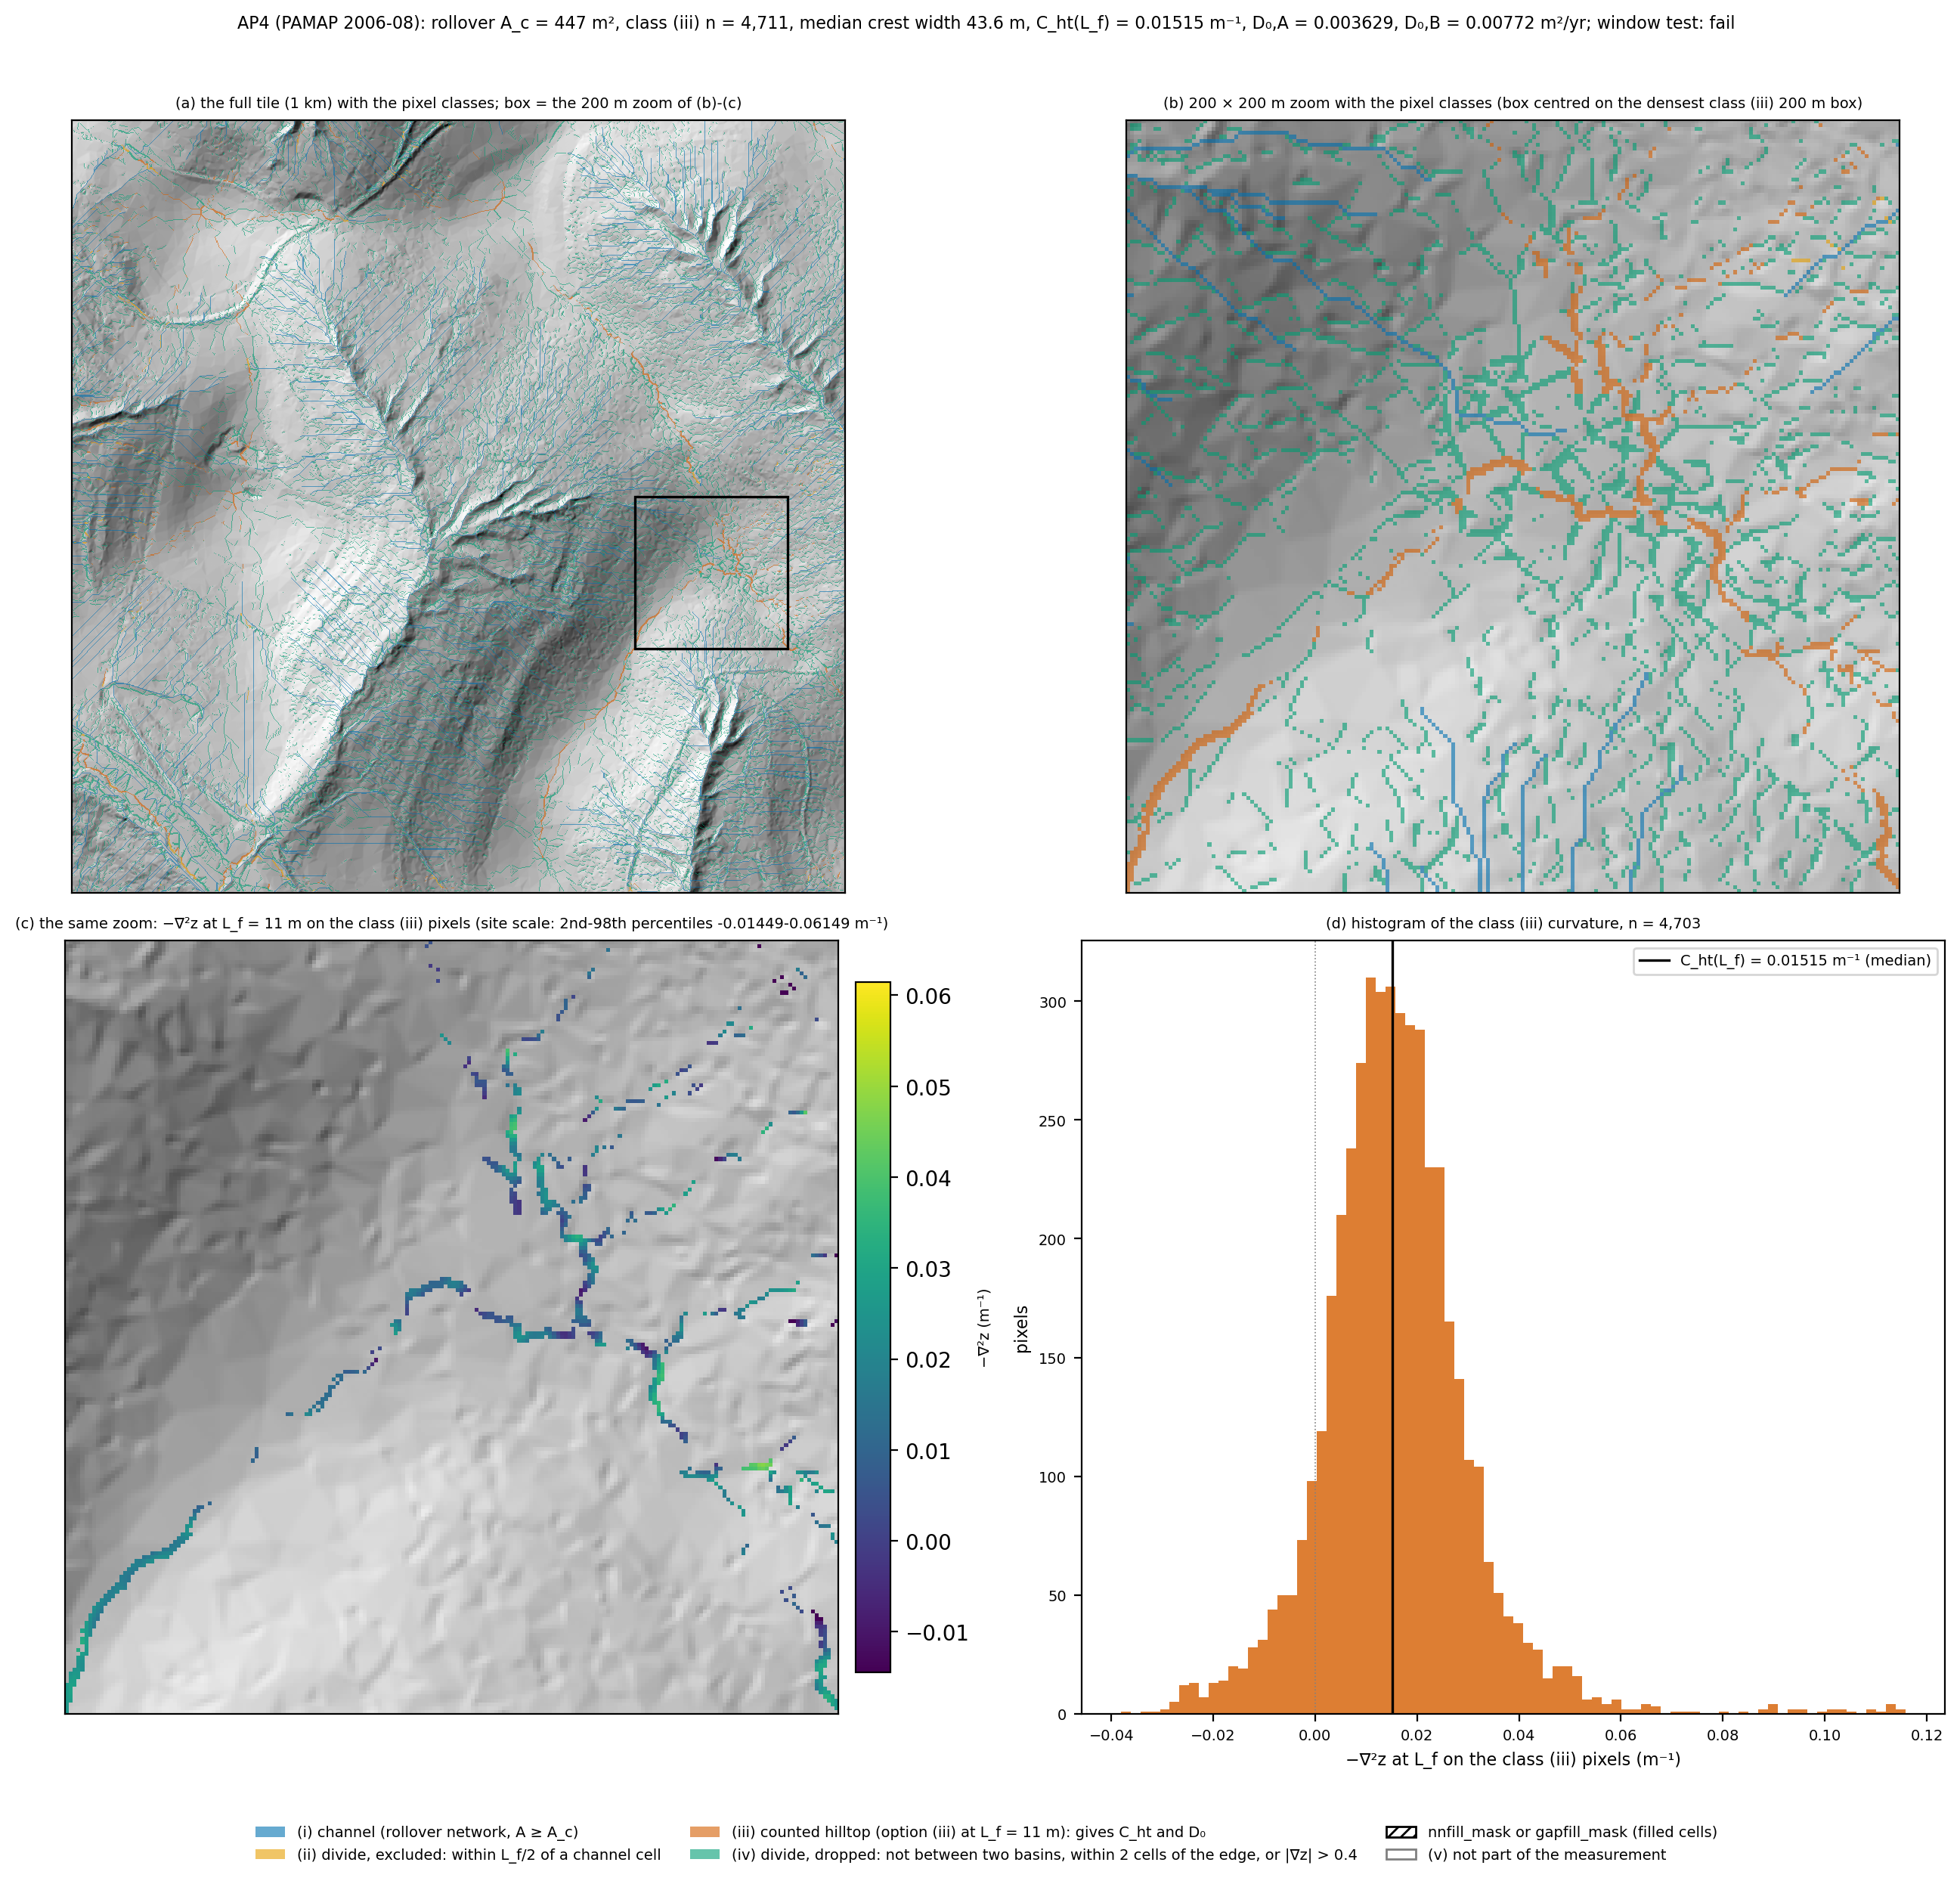 AP4 (PAMAP 2006-08): rollover A_c = 447 m², class (iii) n = 4,711, median crest width 43.6 m, C_ht(L_f) = 0.01515 m⁻¹, D₀,A = 0.003629, D₀,B = 0.00772 m²/yr; window test: fail
(a) the full tile (1 km) with the pixel classes; box = the 200 m zoom of (b)-(c)
(b) 200 × 200 m zoom with the pixel classes (box centred on the densest class (iii) 200 m box)
(c) the same zoom: −∇²z at L_f = 11 m on the class (iii) pixels (site scale: 2nd-98th percentiles -0.01449-0.06149 m⁻¹)
0.06
0.05
0.04
0.03
0.02
0.01
0.00
−0.01
−∇²z (m⁻¹)
(d) histogram of the class (iii) curvature, n = 4,703
C_ht(L_f) = 0.01515 m⁻¹ (median)
pixels
300
250
200
150
100
50
0
−0.04 −0.02 0.00 0.02 0.04 0.06 0.08 0.10 0.12
−∇²z at L_f on the class (iii) pixels (m⁻¹)
(i) channel (rollover network, A ≥ A_c)
(ii) divide, excluded: within L_f/2 of a channel cell
(iii) counted hilltop (option (iii) at L_f = 11 m): gives C_ht and D₀
(iv) divide, dropped: not between two basins, within 2 cells of the edge, or |∇z| > 0.4
nnfill_mask or gapfill_mask (filled cells)
(v) not part of the measurement